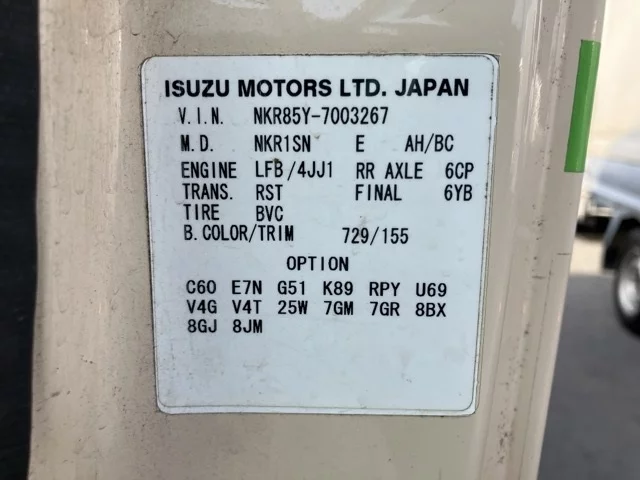 ISUZU MOTORS LTD. JAPAN
V.I.N. NKR85Y-7003267
M.D. NKR1SN E AH/BC
ENGINE LFB/4JJ1 RR AXLE 6CP
TRANS. RST FINAL 6YB
TIRE BVC
B.COLOR/TRIM 729/155
OPTION
C60 E7N G51 K89 RPY U69
V4G V4T 25W 7GM 7GR 8BX
8GJ 8JM